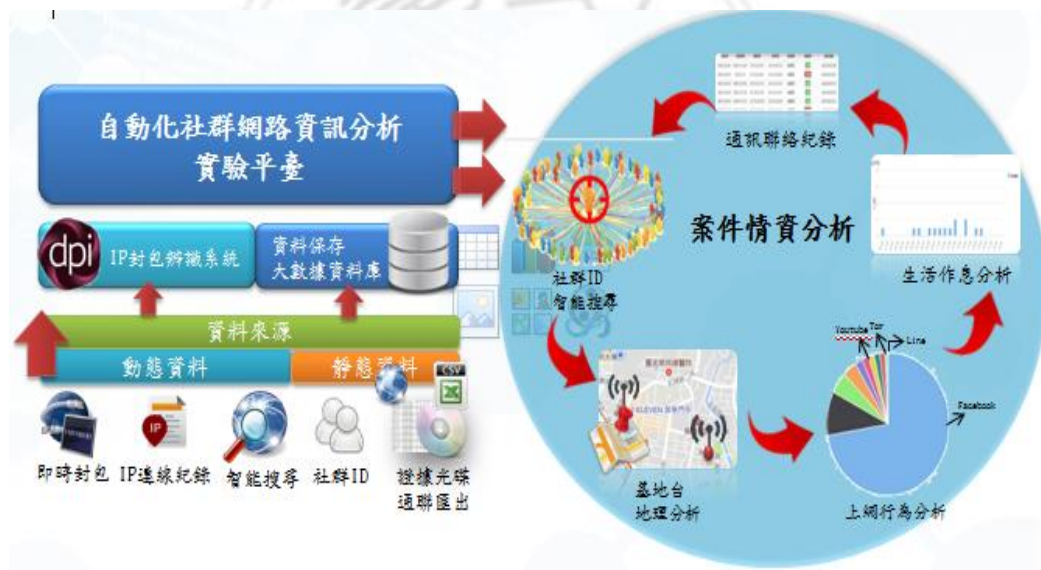 自動化社群網路資訊分析
實驗平臺
dpi
IP封包辨識系統
資料保存
大數據資料庫
資料來源
動態資料
靜態資料
CSV
IP
即時封包
IP連線紀錄
智能搜尋
社群ID
證據光碟
通聯匯出
通訊聯絡紀錄
案件情資分析
社群ID
智能搜尋
生活作息分析
Youtube
Tor
Line
Facebook
基地台
地理分析
上網行為分析